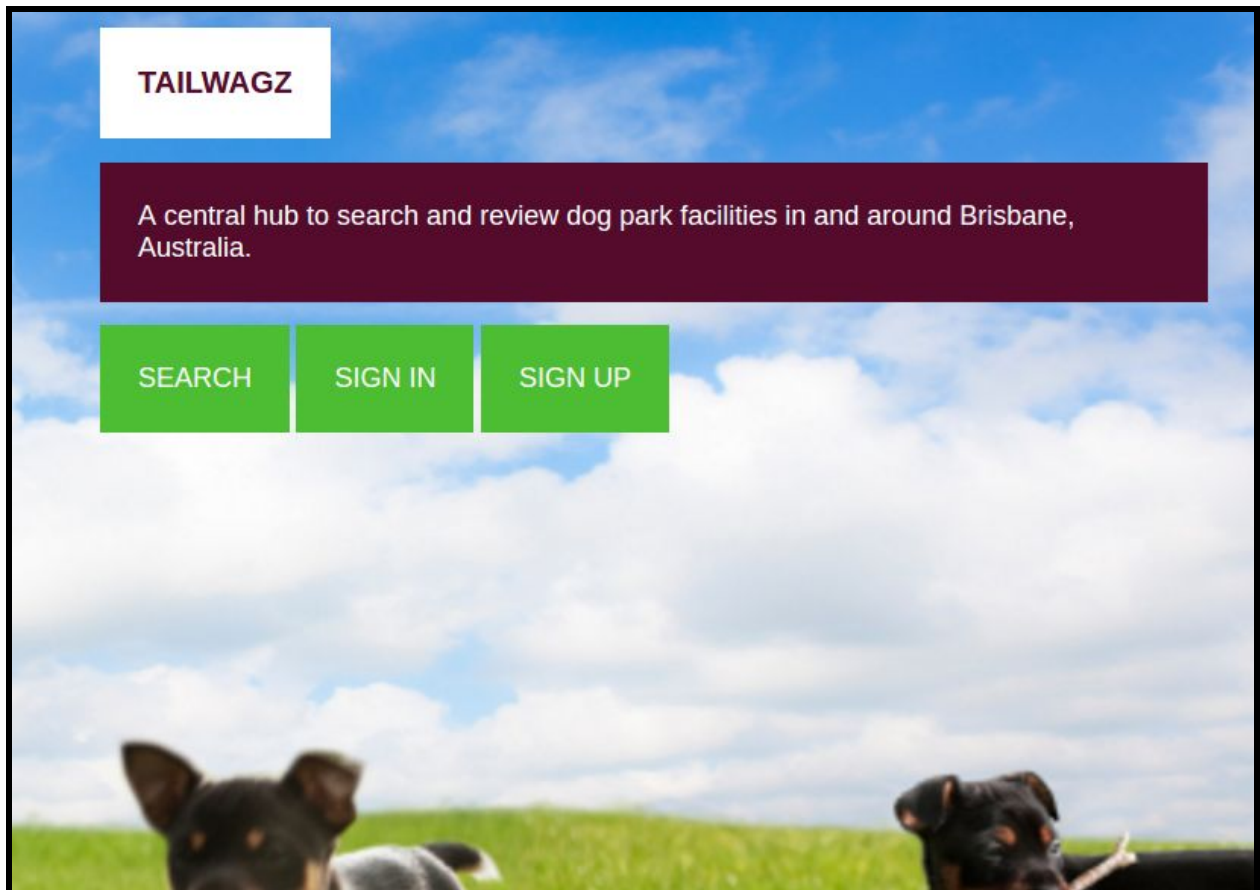 TAILWAGZ
A central hub to search and review dog park facilities in and around Brisbane,
Australia.
SEARCH SIGN IN SIGN UP